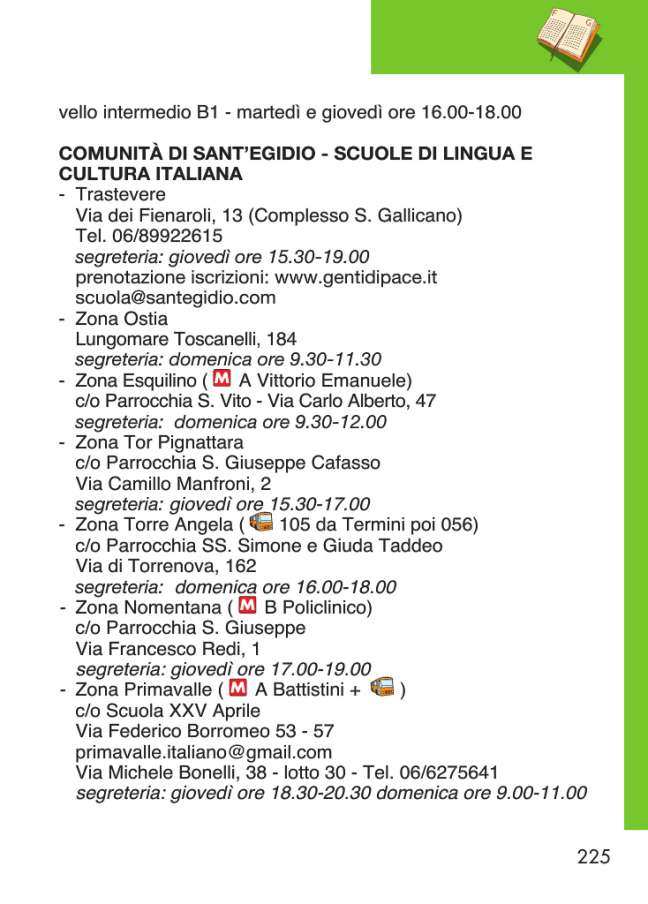 vello intermedio B1 - martedì e giovedì ore 16.00-18.00
COMUNITÀ DI SANT’EGIDIO - SCUOLE DI LINGUA E
CULTURA ITALIANA
- Trastevere
Via dei Fienaroli, 13 (Complesso S. Gallicano)
Tel. 06/89922615
segreteria: giovedì ore 15.30-19.00
prenotazione iscrizioni: www.gentidipace.it
scuola@santegidio.com
- Zona Ostia
Lungomare Toscanelli, 184
segreteria: domenica ore 9.30-11.30
- Zona Esquilino ( M A Vittorio Emanuele)
c/o Parrocchia S. Vito - Via Carlo Alberto, 47
segreteria: domenica ore 9.30-12.00
- Zona Tor Pignattara
c/o Parrocchia S. Giuseppe Cafasso
Via Camillo Manfroni, 2
segreteria: giovedì ore 15.30-17.00
- Zona Torre Angela ( 105 da Termini poi 056)
c/o Parrocchia SS. Simone e Giuda Taddeo
Via di Torrenova, 162
segreteria: domenica ore 16.00-18.00
- Zona Nomentana ( M B Policlinico)
c/o Parrocchia S. Giuseppe
Via Francesco Redi, 1
segreteria: giovedì ore 17.00-19.00
- Zona Primavalle ( M A Battistini + )
c/o Scuola XXV Aprile
Via Federico Borromeo 53 - 57
primavalle.italiano@gmail.com
Via Michele Bonelli, 38 - lotto 30 - Tel. 06/6275641
segreteria: giovedì ore 18.30-20.30 domenica ore 9.00-11.00
225